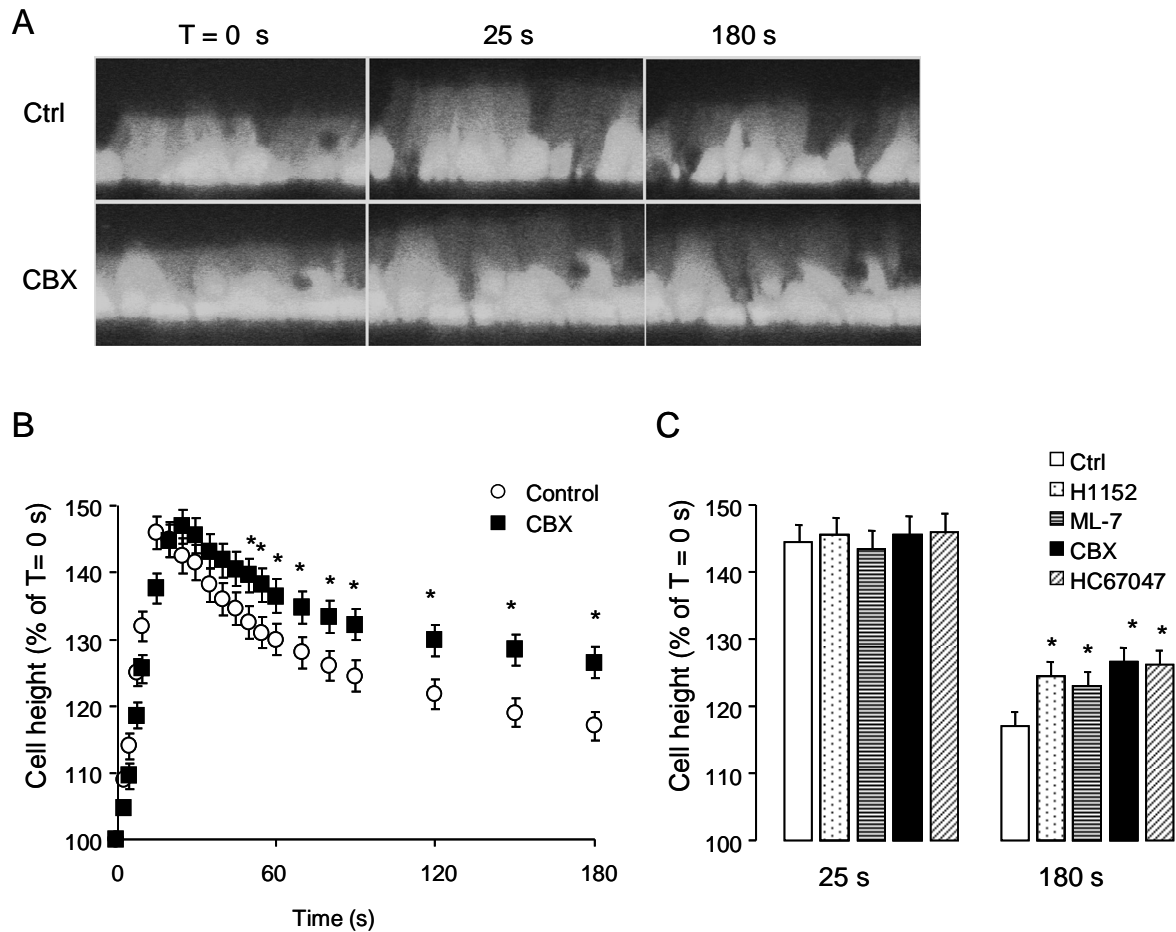 A
T = 0 s
25 s
180 s
Ctrl
CBX
B
Cell height (% of T= 0 s)
150
140
130
120
110
100
0
60
120
180
Time (s)
Control
CBX
* * * * * * * * *
C
Cell height (% of T = 0 s)
150
140
130
120
110
100
25 s
180 s
Ctrl
H1152
ML-7
CBX
HC67047
* * * *